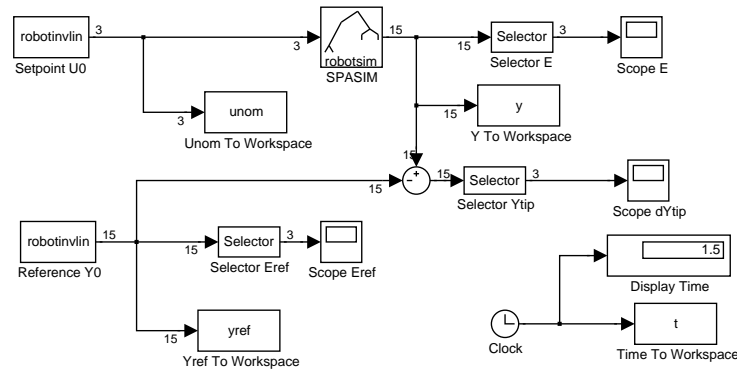 robotinvlin
3
Setpoint U0
3
robotsim
SPASIM
15
15
Selector
3
Selector E
Scope E
3
unom
Unom To Workspace
15
y
Y To Workspace
15
15
15
Selector
3
Selector Ytip
Scope dYtip
robotinvlin
15
Reference Y0
15
Selector
3
Selector Eref
Scope Eref
1.5
Display Time
15
yref
Yref To Workspace
Clock
t
Time To Workspace